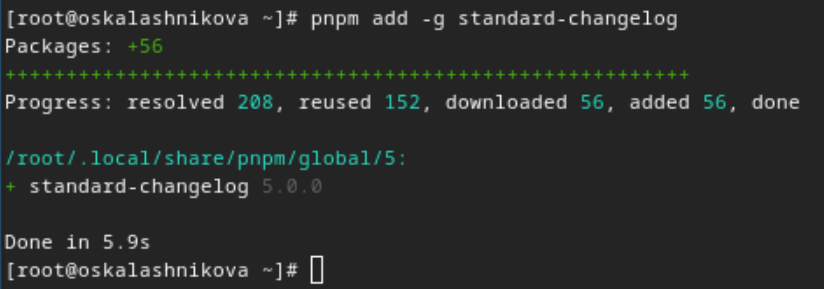 [root@oskalashnikova ~]# pnpm add -g standard-changelog
Packages: +56
++++++++++++++++++++++++++++++++++++++++++++++++++++++++
Progress: resolved 208, reused 152, downloaded 56, added 56, done
/root/.local/share/pnpm/global/5:
+ standard-changelog 5.0.0
Done in 5.9s
[root@oskalashnikova ~]#